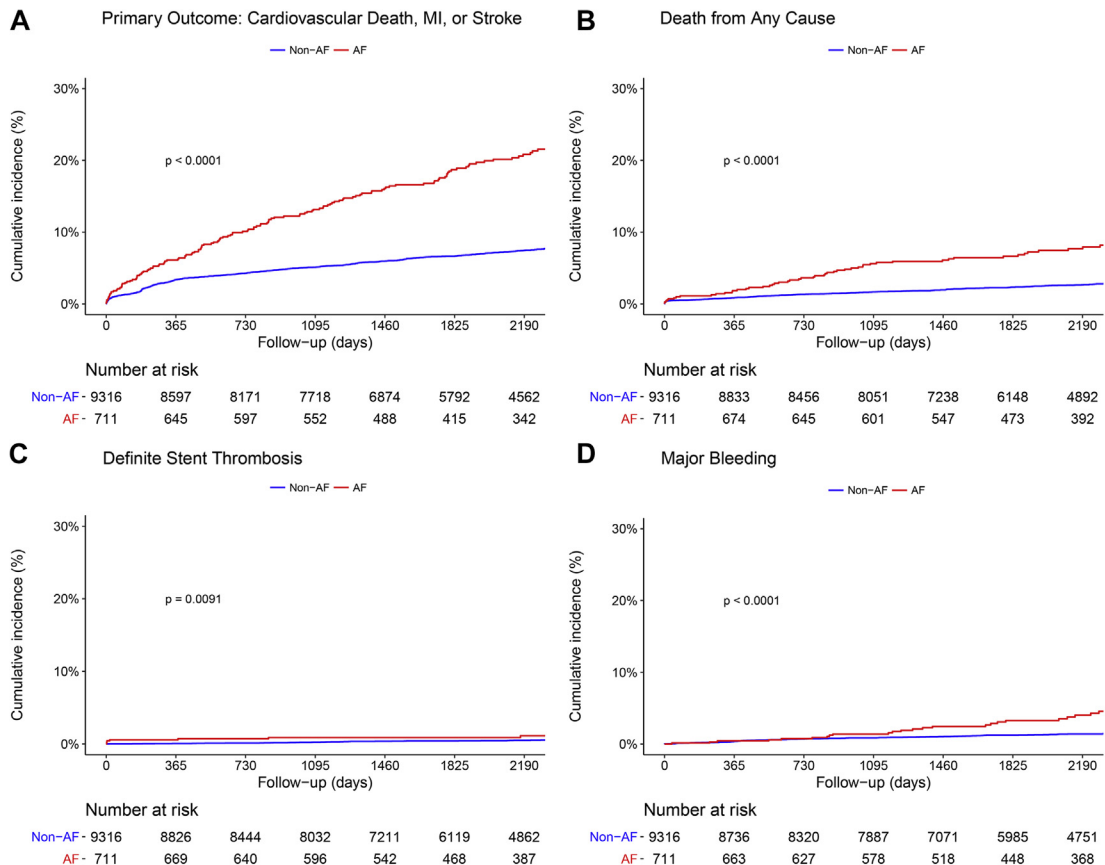 A Primary Outcome: Cardiovascular Death, MI, or Stroke
Non−AF AF
Cumulative incidence (%)
30%
20%
10%
0%
p < 0.0001
0 365 730 1095 1460 1825 2190
Follow−up (days)
Number at risk
Non−AF - 9316 8597 8171 7718 6874 5792 4562
AF - 711 645 597 552 488 415 342
B Death from Any Cause
Non−AF AF
Cumulative incidence (%)
30%
20%
10%
0%
p < 0.0001
0 365 730 1095 1460 1825 2190
Follow−up (days)
Number at risk
Non−AF - 9316 8833 8456 8051 7238 6148 4892
AF - 711 674 645 601 547 473 392
C Definite Stent Thrombosis
Non−AF AF
Cumulative incidence (%)
30%
20%
10%
0%
p = 0.0091
0 365 730 1095 1460 1825 2190
Follow−up (days)
Number at risk
Non−AF - 9316 8826 8444 8032 7211 6119 4862
AF - 711 669 640 596 542 468 387
D Major Bleeding
Non−AF AF
Cumulative incidence (%)
30%
20%
10%
0%
p < 0.0001
0 365 730 1095 1460 1825 2190
Follow−up (days)
Number at risk
Non−AF - 9316 8736 8320 7887 7071 5985 4751
AF - 711 663 627 578 518 448 368